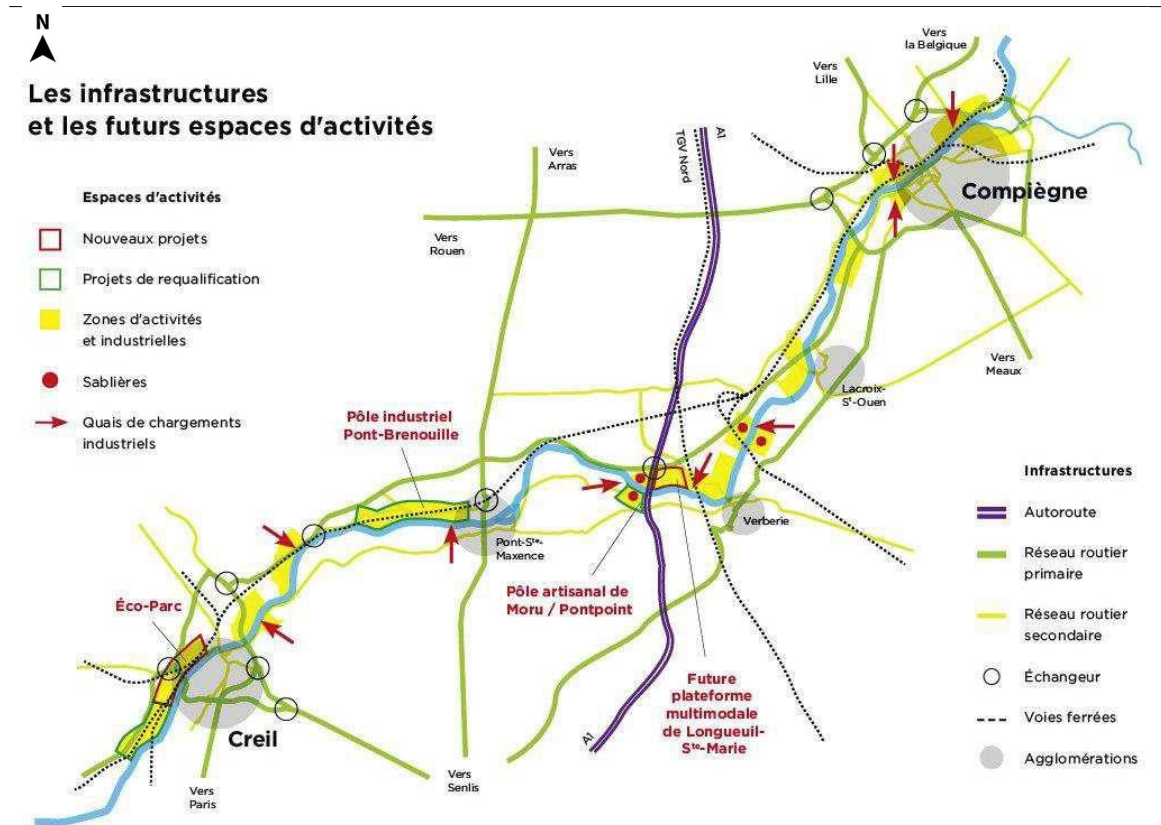 N
Les infrastructures
et les futurs espaces d'activités
Espaces d'activités
Nouveaux projets
Projets de requalification
Zones d'activités
et industrielles
Sablières
Quais de chargements
industriels
Vers
la Belgique
Vers
Lille
Vers
Arras
A1
TGV Nord
Compiègne
Vers
Rouen
Vers
Meaux
Lacroix-
St-Ouen
Pôle industriel
Pont-Brenouille
Verberie
Pont-Ste-
Maxence
Pôle artisanal de
Moru / Pontpoint
Éco-Parc
Future
plateforme
multimodale
de Longueuil-
Ste-Marie
A1
Creil
Vers
Senlis
Vers
Paris
Infrastructures
Autoroute
Réseau routier
primaire
Réseau routier
secondaire
Échangeur
Voies ferrées
Agglomérations